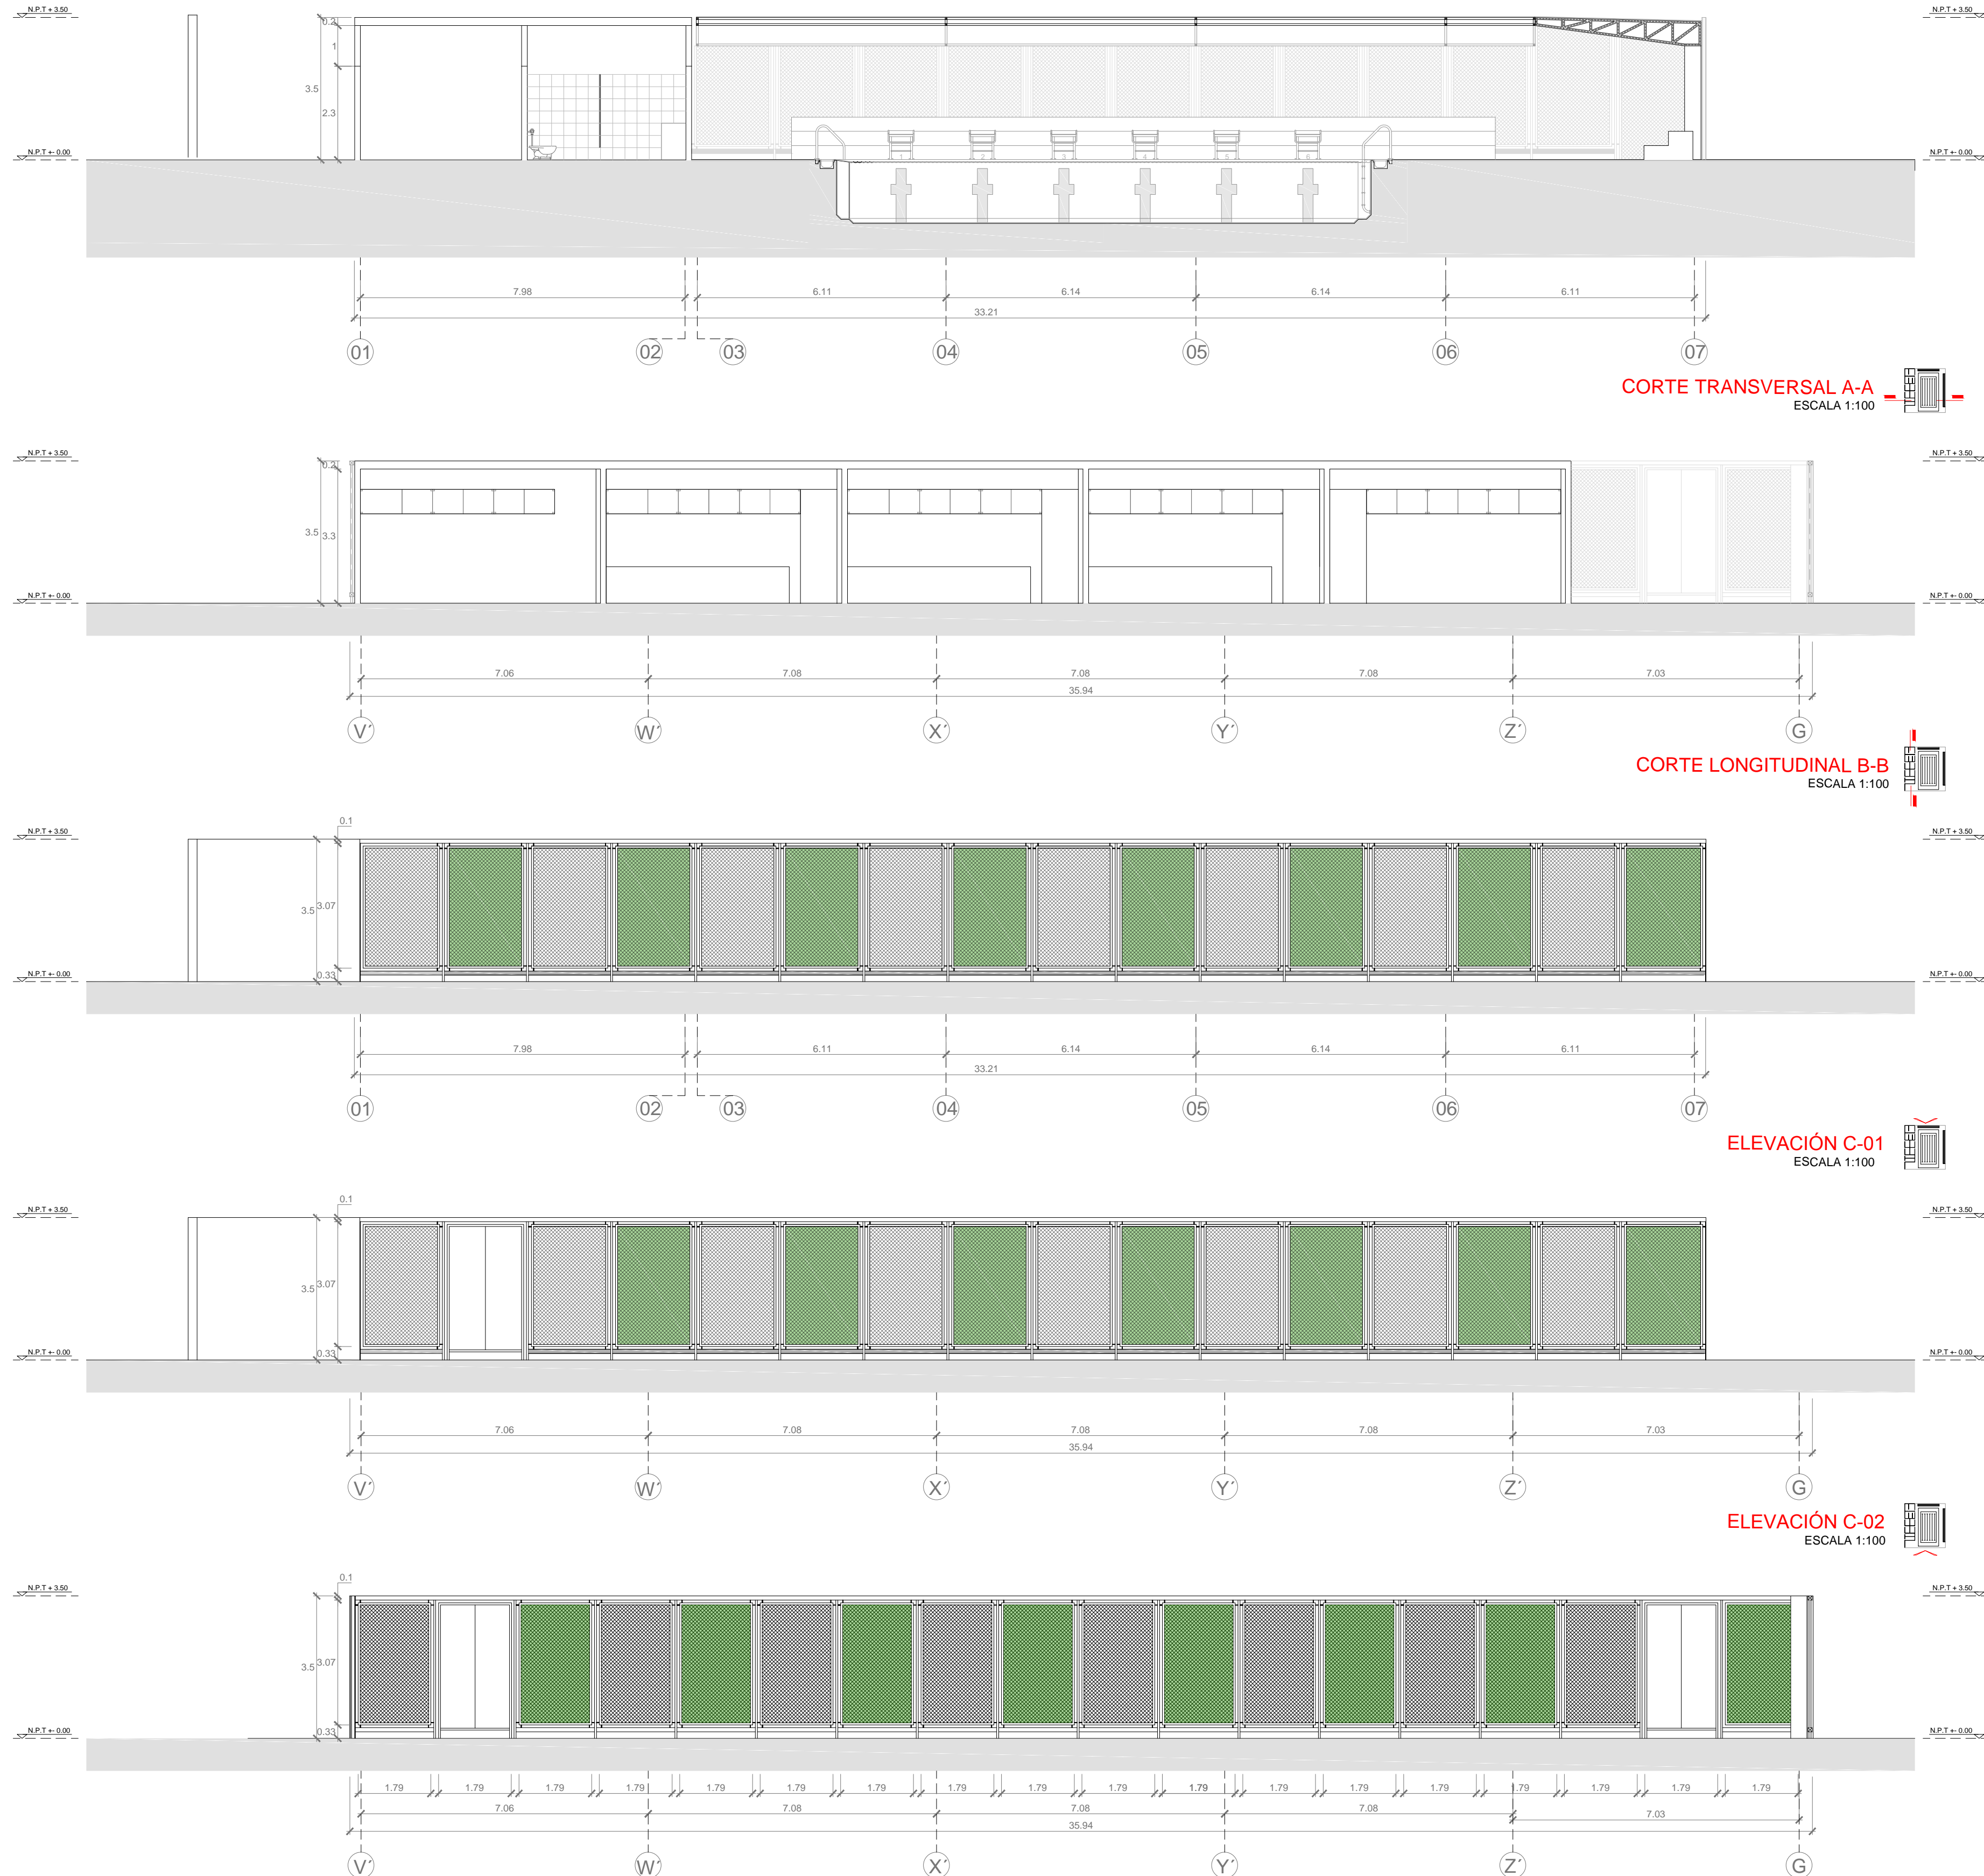 N.P.T + 3.50 N.P.T + 3.50
0.2
1
3.5
2.3
N.P.T +- 0.00 N.P.T +- 0.00
1 2 3 4 5 6
7.98 6.11 6.14 6.14 6.11
33.21
01 02 03 04 05 06 07
CORTE TRANSVERSAL A-A
ESCALA 1:100
N.P.T + 3.50 N.P.T + 3.50
0.2
3.5 3.3
N.P.T +- 0.00 N.P.T +- 0.00
7.06 7.08 7.08 7.08 7.03
35.94
V´ W´ X´ Y´ Z´ G
CORTE LONGITUDINAL B-B
ESCALA 1:100
0.1
N.P.T + 3.50 N.P.T + 3.50
3.5 3.07
0.33
N.P.T +- 0.00 N.P.T +- 0.00
7.98 6.11 6.14 6.14 6.11
33.21
01 02 03 04 05 06 07
ELEVACIÓN C-01
ESCALA 1:100
0.1
N.P.T + 3.50 N.P.T + 3.50
3.5 3.07
0.33
N.P.T +- 0.00 N.P.T +- 0.00
7.06 7.08 7.08 7.08 7.03
35.94
V´ W´ X´ Y´ Z´ G
ELEVACIÓN C-02
ESCALA 1:100
0.1
N.P.T + 3.50 N.P.T + 3.50
3.5 3.07
0.33
N.P.T +- 0.00 N.P.T +- 0.00
1.79 1.79 1.79 1.79 1.79 1.79 1.79 1.79 1.79 1.79 1.79 1.79 1.79 1.79 1.79 1.79 1.79 1.79
7.06 7.08 7.08 7.08 7.03
35.94
V´ W´ X´ Y´ Z´ G